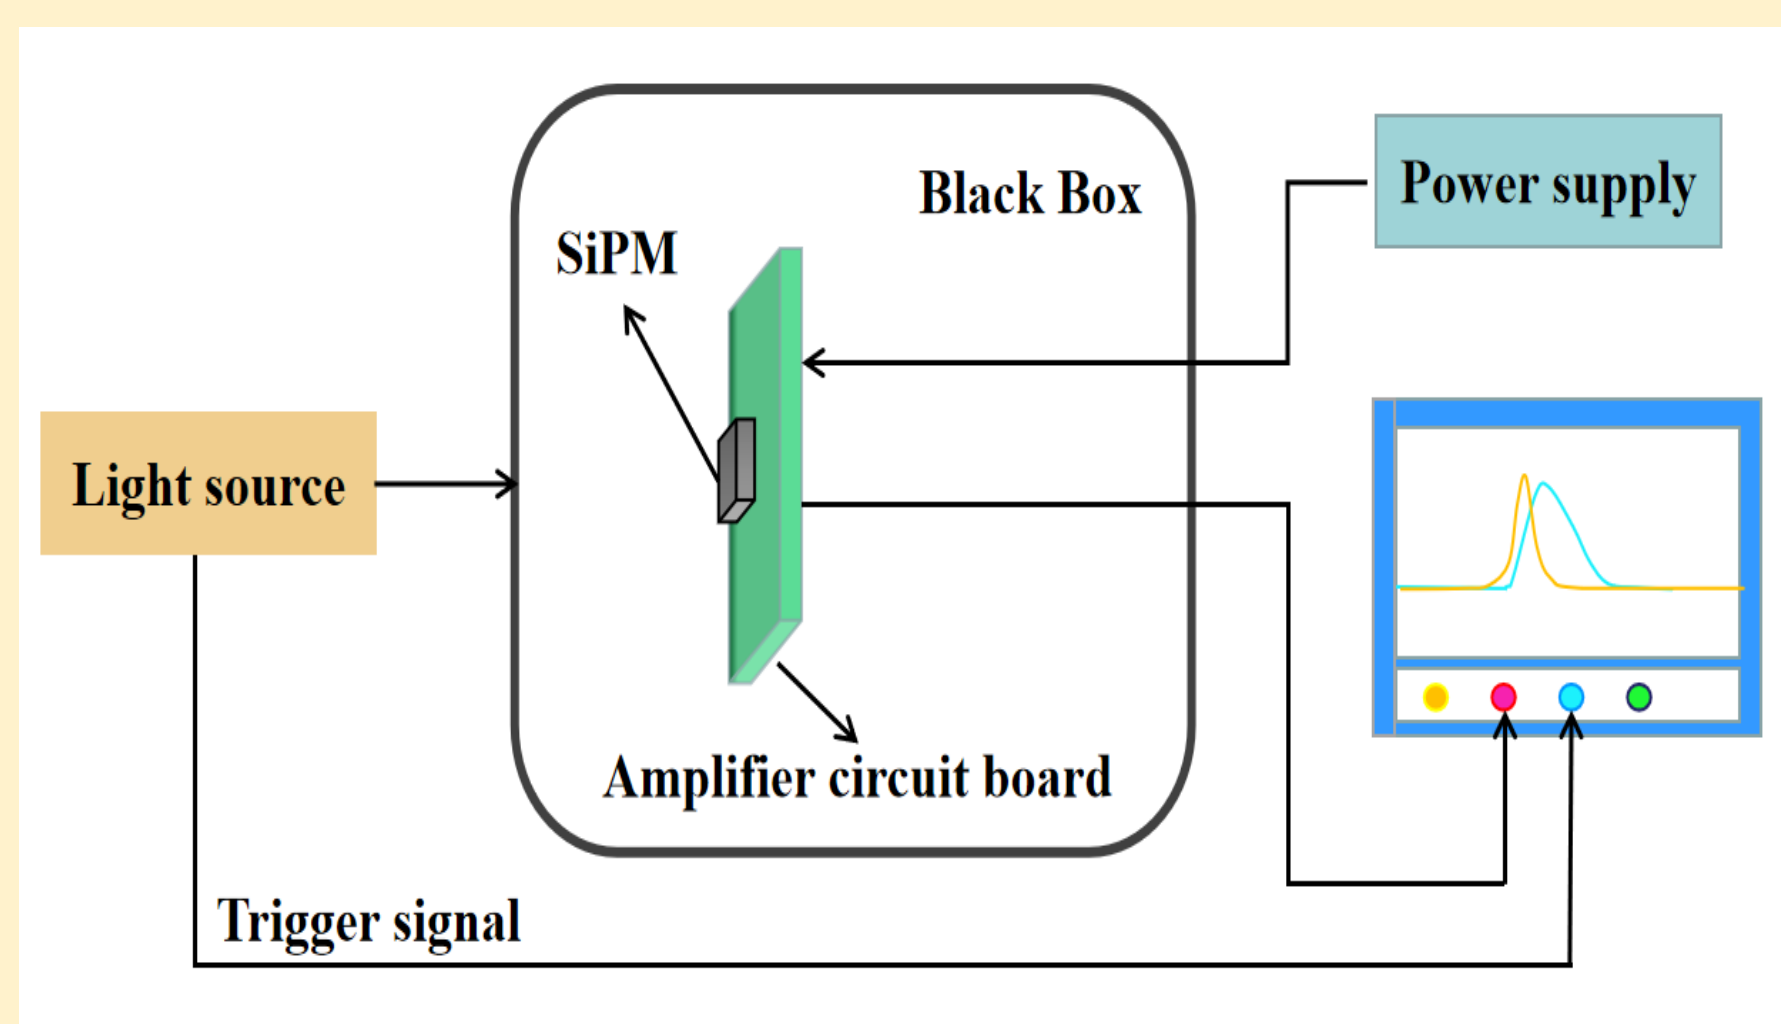 Black Box
Power supply
SiPM
Light source
Amplifier circuit board
Trigger signal